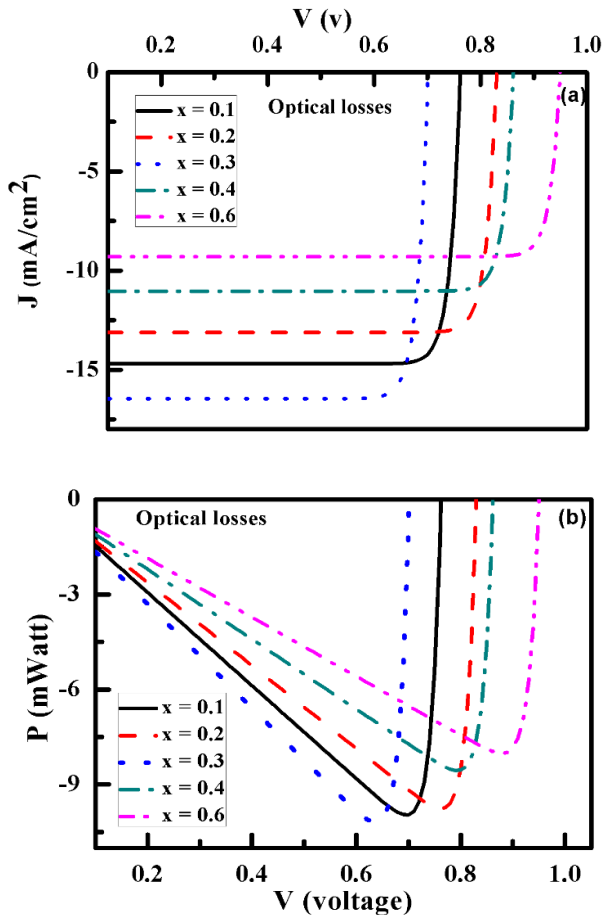 V (v)
0.2 0.4 0.6 0.8 1.0
0
-5
-10
-15
J (mA/cm²)
Optical losses
(a)
x = 0.1
x = 0.2
x = 0.3
x = 0.4
x = 0.6
0
-3
-6
-9
P (mWatt)
Optical losses
(b)
x = 0.1
x = 0.2
x = 0.3
x = 0.4
x = 0.6
0.2 0.4 0.6 0.8 1.0
V (voltage)